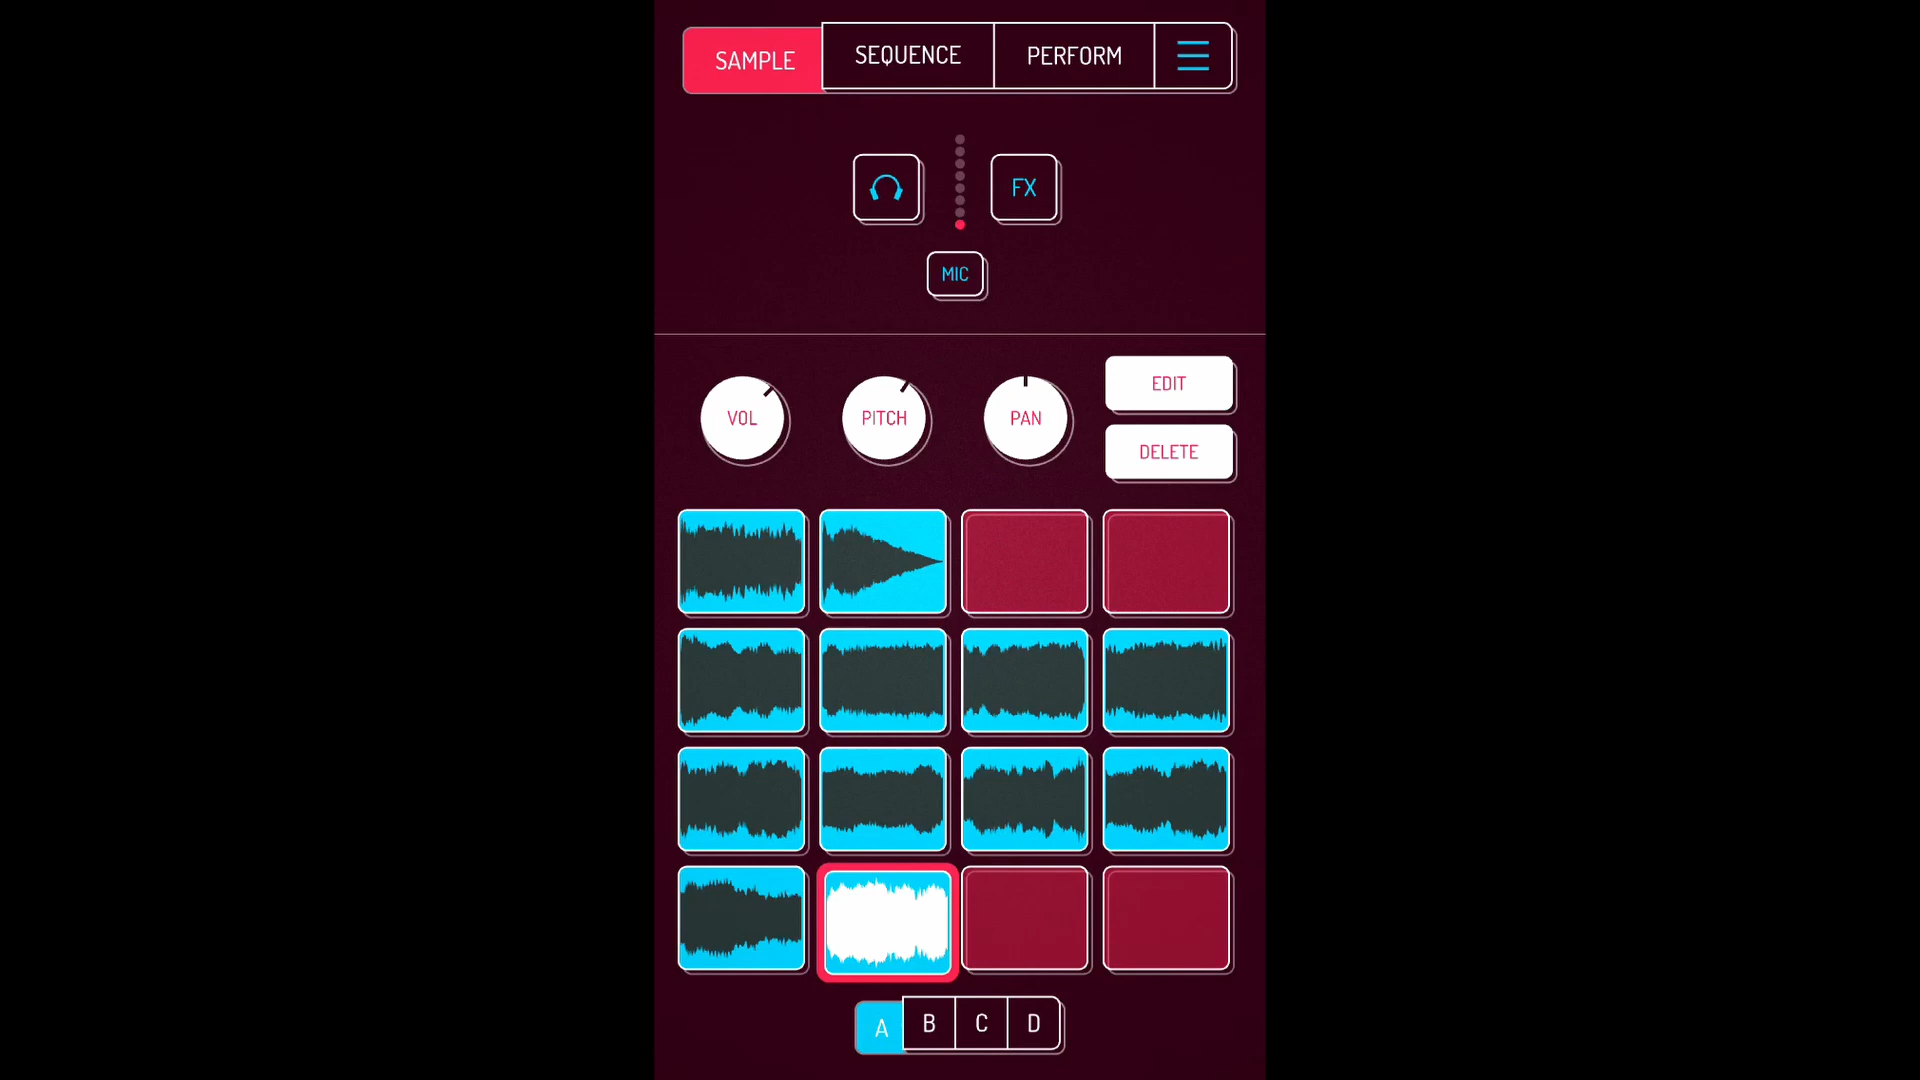 SAMPLE SEQUENCE PERFORM
FX
MIC
VOL PITCH PAN
EDIT
DELETE
A B C D